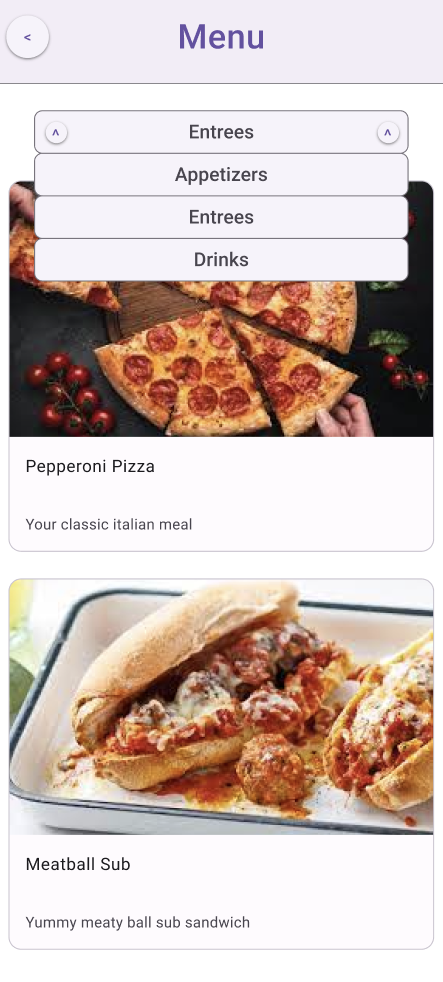 <
Menu
^ Entrees ^
Appetizers
Entrees
Drinks
Pepperoni Pizza
Your classic italian meal
Meatball Sub
Yummy meaty ball sub sandwich